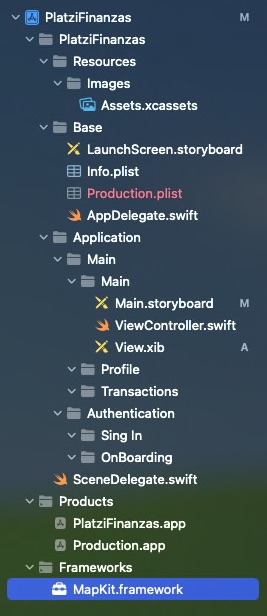 PlatziFinanzas M
PlatziFinanzas
Resources
Images
Assets.xcassets
Base
LaunchScreen.storyboard
Info.plist
Production.plist
AppDelegate.swift
Application
Main
Main
Main.storyboard M
ViewController.swift
View.xib A
Profile
Transactions
Authentication
Sing In
OnBoarding
SceneDelegate.swift
Products
PlatziFinanzas.app
Production.app
Frameworks
MapKit.framework